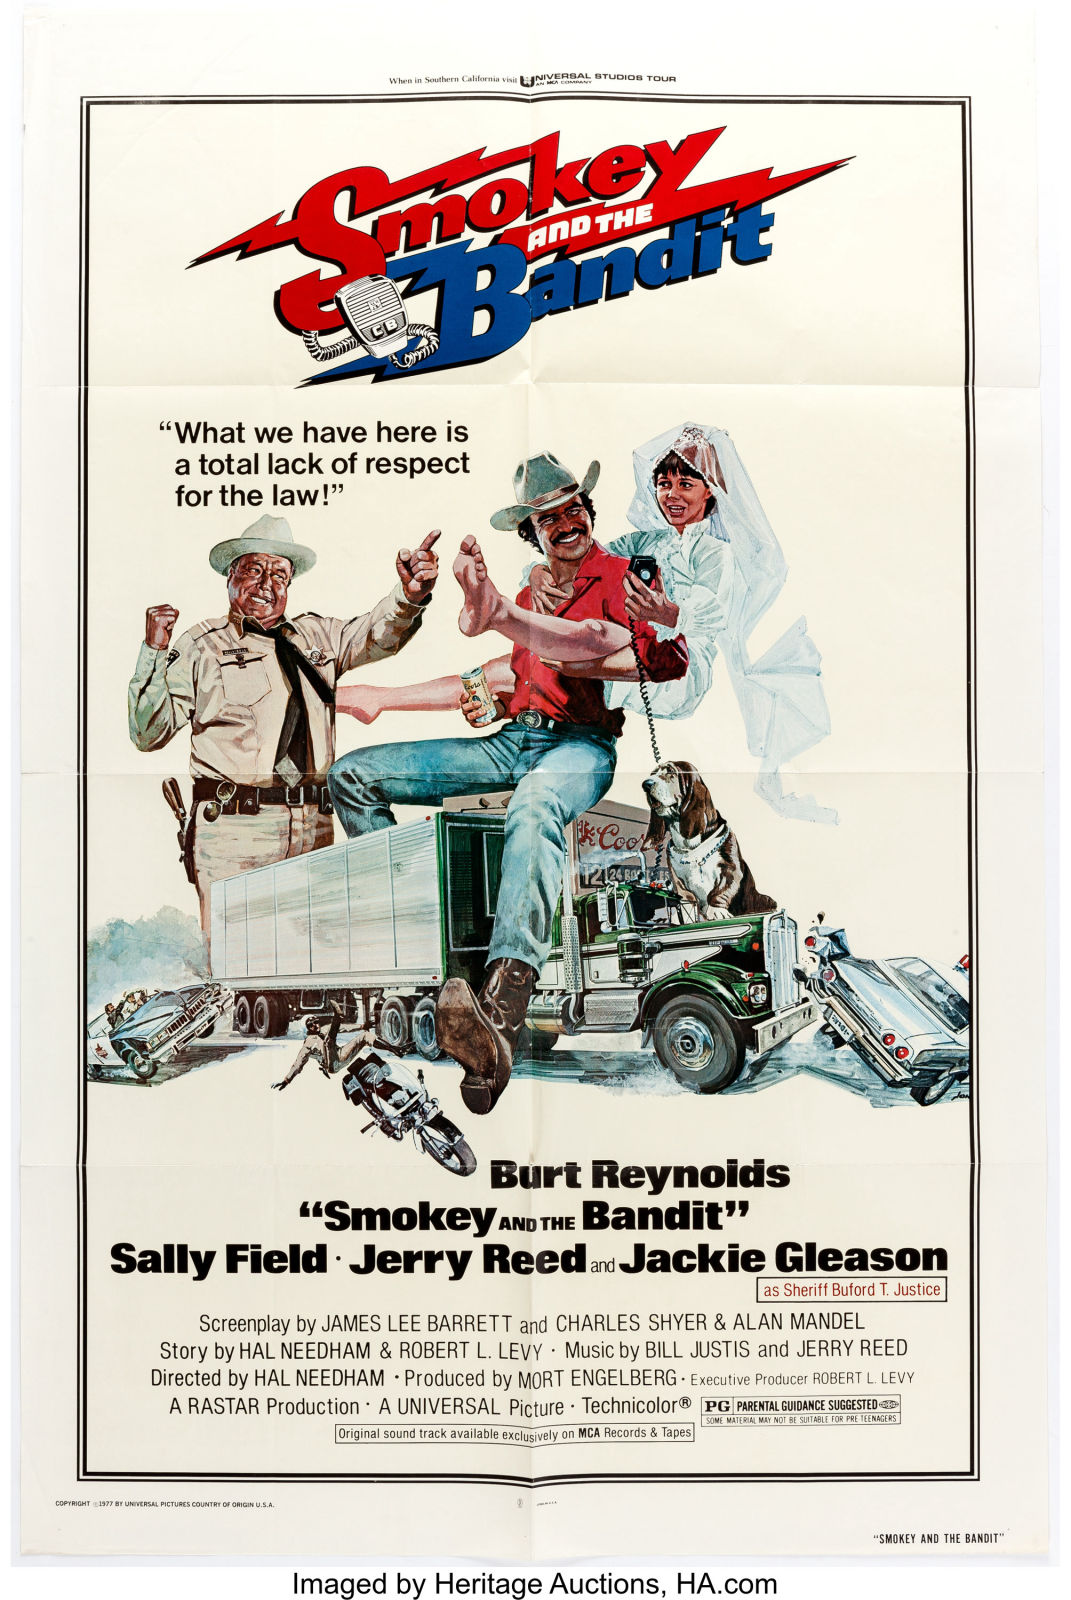 When in Southern California visit UNIVERSAL STUDIOS TOUR
AN MCA COMPANY
Smokey
AND THE
Bandit
CB
“What we have here is
a total lack of respect
for the law!”
Coors
12
Burt Reynolds
“Smokey AND THE Bandit”
Sally Field · Jerry Reed and Jackie Gleason
as Sheriff Buford T. Justice
Screenplay by JAMES LEE BARRETT and CHARLES SHYER & ALAN MANDEL
Story by HAL NEEDHAM & ROBERT L. LEVY · Music by BILL JUSTIS and JERRY REED
Directed by HAL NEEDHAM · Produced by MORT ENGELBERG · Executive Producer ROBERT L. LEVY
A RASTAR Production · A UNIVERSAL Picture · Technicolor®
PG PARENTAL GUIDANCE SUGGESTED
SOME MATERIAL MAY NOT BE SUITABLE FOR PRE TEENAGERS
Original sound track available exclusively on MCA Records & Tapes
COPYRIGHT ©1977 BY UNIVERSAL PICTURES COUNTRY OF ORIGIN U.S.A.
“SMOKEY AND THE BANDIT”
Imaged by Heritage Auctions, HA.com